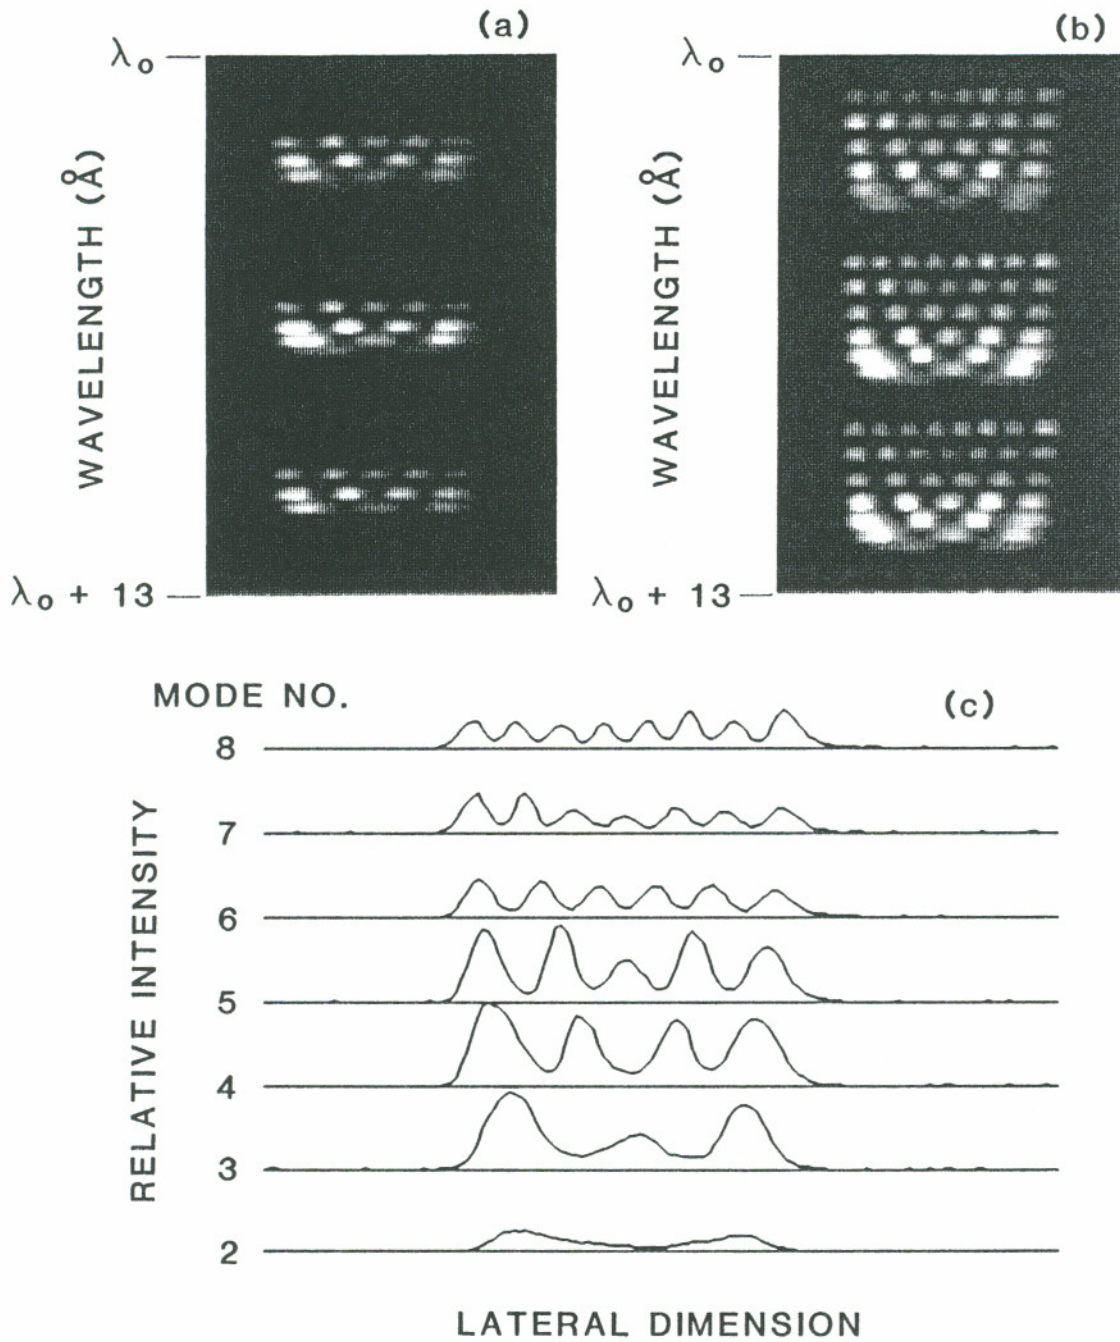 (a)
λo
WAVELENGTH (Å)
λo + 13
(b)
λo
WAVELENGTH (Å)
λo + 13
MODE NO.
(c)
8
7
6
5
4
3
2
RELATIVE INTENSITY
LATERAL DIMENSION